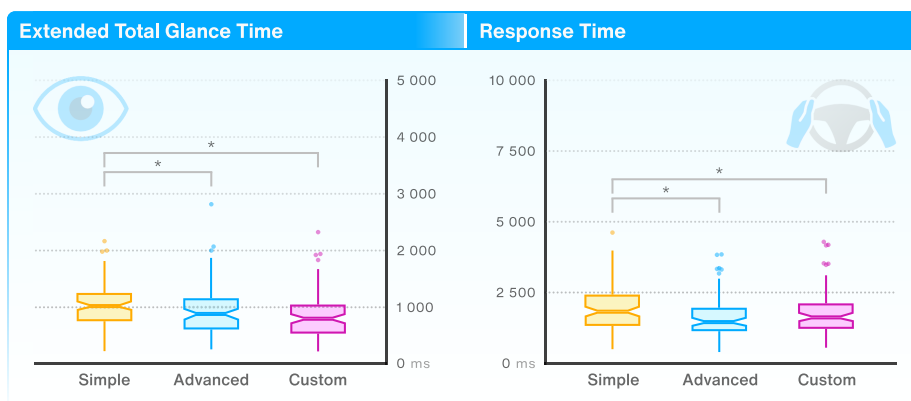 Extended Total Glance Time
5 000
4 000
*
*
3 000
2 000
1 000
0 ms
Simple Advanced Custom
Response Time
10 000
7 500
*
*
5 000
2 500
0 ms
Simple Advanced Custom